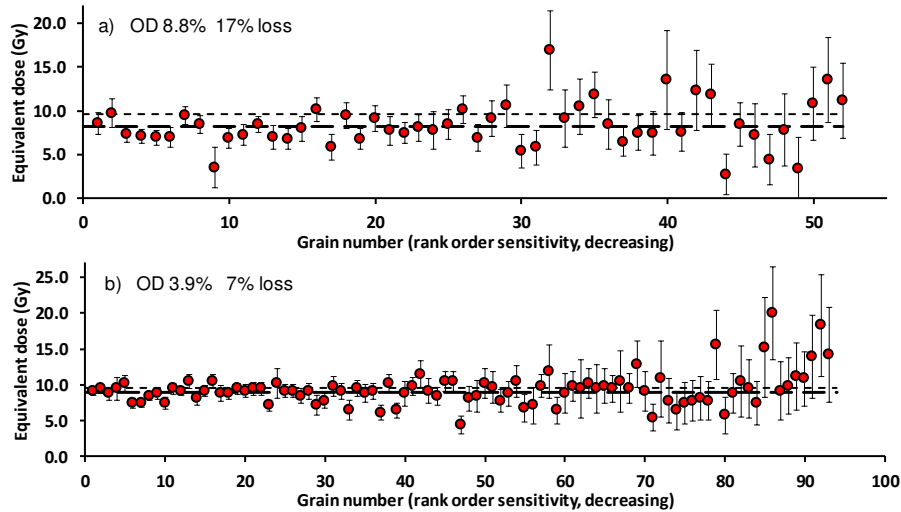 a) OD 8.8% 17% loss
Equivalent dose (Gy)
20.0
15.0
10.0
5.0
0.0
0 10 20 30 40 50
Grain number (rank order sensitivity, decreasing)
b) OD 3.9% 7% loss
Equivalent dose (Gy)
25.0
20.0
15.0
10.0
5.0
0.0
0 10 20 30 40 50 60 70 80 90 100
Grain number (rank order sensitivity, decreasing)